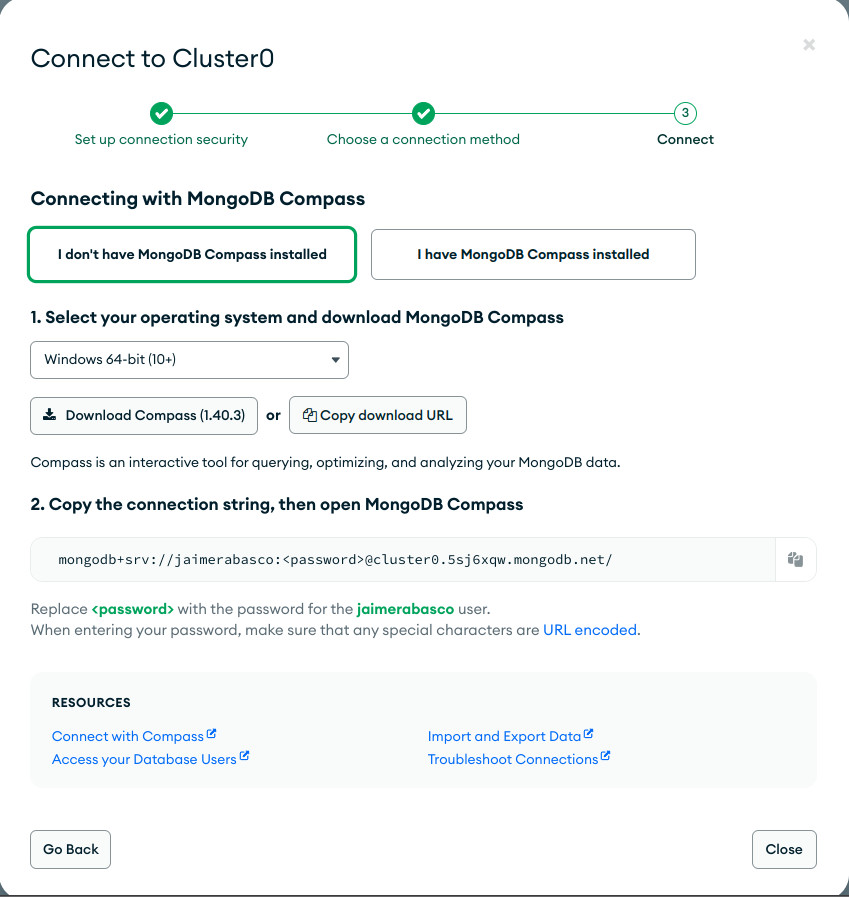 Connect to Cluster0
3
Set up connection security
Choose a connection method
Connect
Connecting with MongoDB Compass
I don't have MongoDB Compass installed
I have MongoDB Compass installed
1. Select your operating system and download MongoDB Compass
Windows 64-bit (10+)
Download Compass (1.40.3)
or
Copy download URL
Compass is an interactive tool for querying, optimizing, and analyzing your MongoDB data.
2. Copy the connection string, then open MongoDB Compass
mongodb+srv://jaimerabasco:<password>@cluster0.5sj6xqw.mongodb.net/
Replace <password> with the password for the jaimerabasco user.
When entering your password, make sure that any special characters are URL encoded.
RESOURCES
Connect with Compass
Import and Export Data
Access your Database Users
Troubleshoot Connections
Go Back
Close